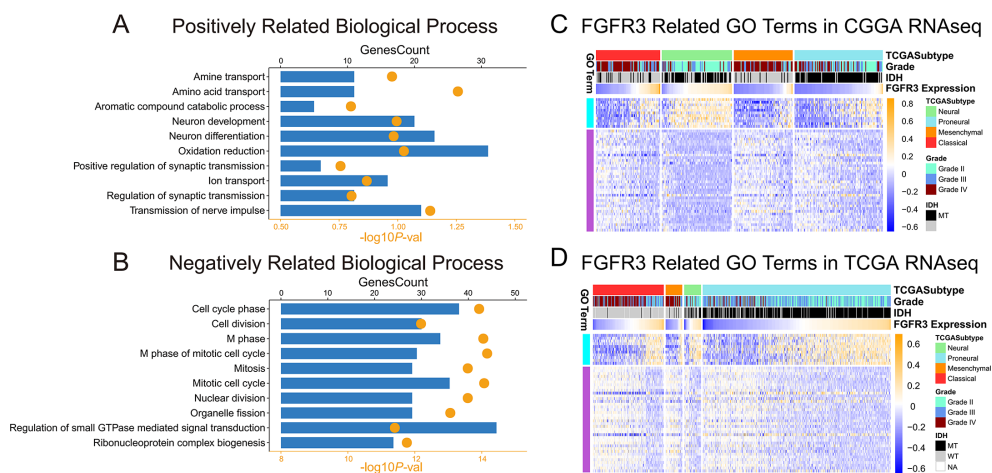 A Positively Related Biological Process
GenesCount
0 10 20 30
Amine transport
Amino acid transport
Aromatic compound catabolic process
Neuron development
Neuron differentiation
Oxidation reduction
Positive regulation of synaptic transmission
Ion transport
Regulation of synaptic transmission
Transmission of nerve impulse
0.50 0.75 1.00 1.25 1.50
-log10P-val
B Negatively Related Biological Process
GenesCount
0 10 20 30 40 50
Cell cycle phase
Cell division
M phase
M phase of mitotic cell cycle
Mitosis
Mitotic cell cycle
Nuclear division
Organelle fission
Regulation of small GTPase mediated signal transduction
Ribonucleoprotein complex biogenesis
8 10 12 14
-log10P-val
C FGFR3 Related GO Terms in CGGA RNAseq
GO Term
TCGASubtype
Grade
IDH
FGFR3 Expression
0.8
0.6
0.4
0.2
0
−0.2
−0.4
−0.6
TCGASubtype
Neural
Proneural
Mesenchymal
Classical
Grade
Grade II
Grade III
Grade IV
IDH
MT
D FGFR3 Related GO Terms in TCGA RNAseq
GO Term
TCGASubtype
Grade
IDH
FGFR3 Expression
0.6
0.4
0.2
0
−0.2
−0.4
−0.6
TCGASubtype
Neural
Proneural
Mesenchymal
Classical
Grade
Grade II
Grade III
Grade IV
IDH
MT
WT
NA